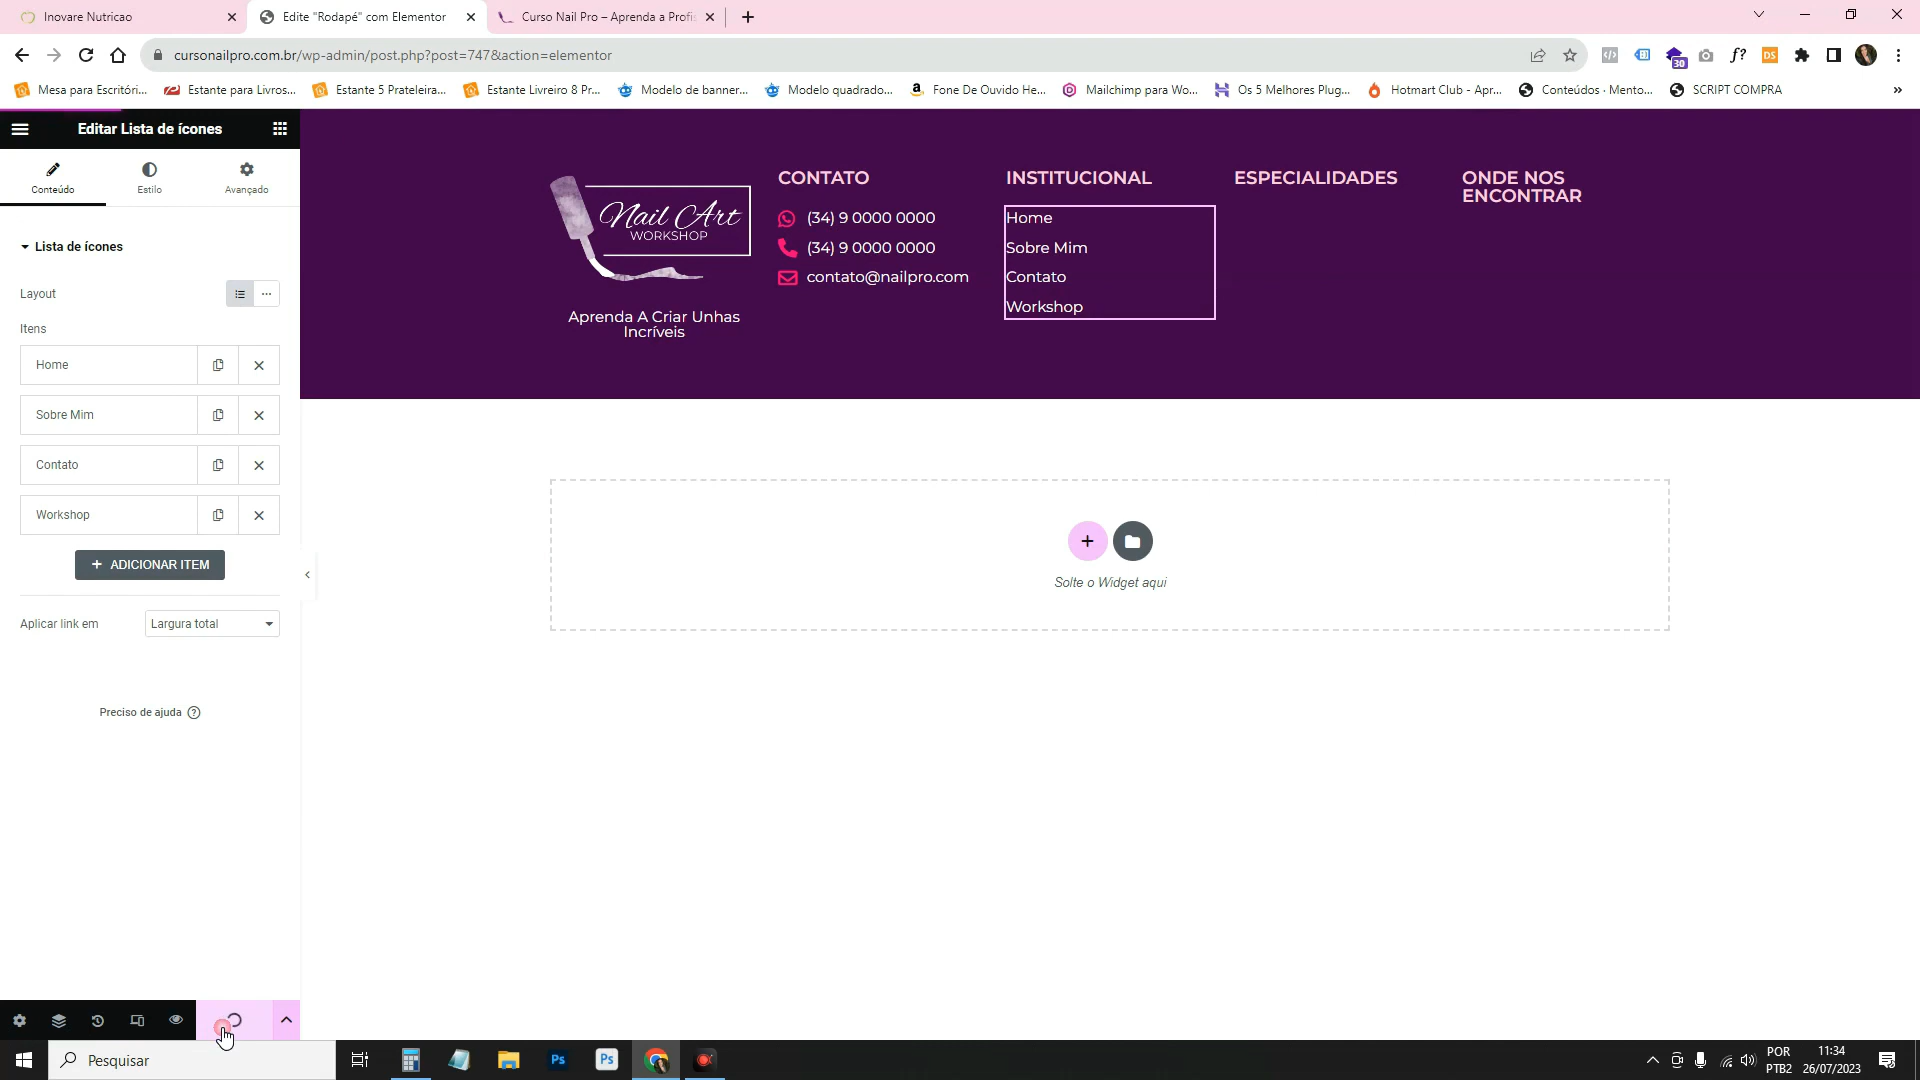 Inovare Nutricao
Edite "Rodapé" com Elementor
Curso Nail Pro – Aprenda a Profis
cursonailpro.com.br/wp-admin/post.php?post=747&action=elementor
30
f?
DS
Mesa para Escritóri...
Estante para Livros...
Estante 5 Prateleira...
Estante Livreiro 8 Pr...
Modelo de banner...
Modelo quadrado...
Fone De Ouvido He...
Mailchimp para Wo...
Os 5 Melhores Plug...
Hotmart Club - Apr...
Conteúdos · Mento...
SCRIPT COMPRA
»
Editar Lista de ícones
Conteúdo
Estilo
Avançado
Lista de ícones
Layout
Itens
Home
Sobre Mim
Contato
Workshop
+ ADICIONAR ITEM
Aplicar link em
Largura total
Preciso de ajuda
Nail Art
WORKSHOP
Aprenda A Criar Unhas
Incríveis
CONTATO
(34) 9 0000 0000
(34) 9 0000 0000
contato@nailpro.com
INSTITUCIONAL
Home
Sobre Mim
Contato
Workshop
ESPECIALIDADES
ONDE NOS
ENCONTRAR
Solte o Widget aqui
Pesquisar
Ps
Ps
POR
PTB2
11:34
26/07/2023